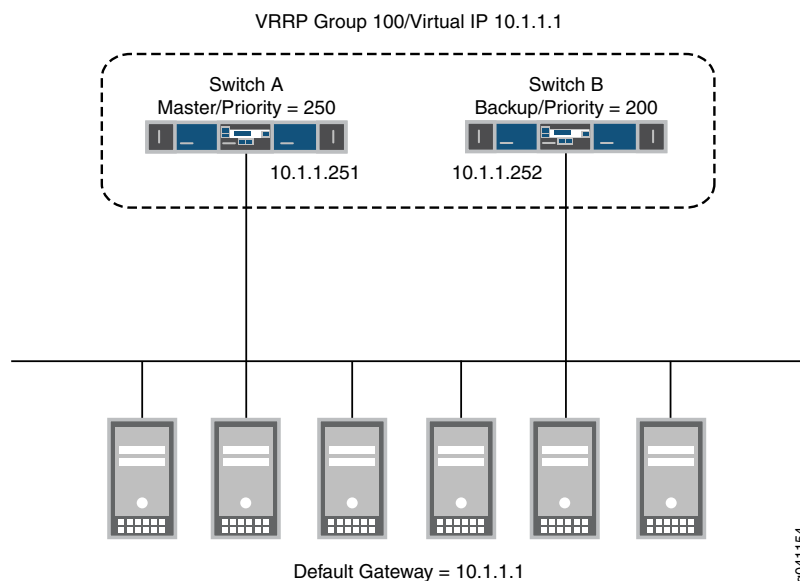 VRRP Group 100/Virtual IP 10.1.1.1
Switch A
Master/Priority = 250
Switch B
Backup/Priority = 200
10.1.1.251
10.1.1.252
Default Gateway = 10.1.1.1
g041154